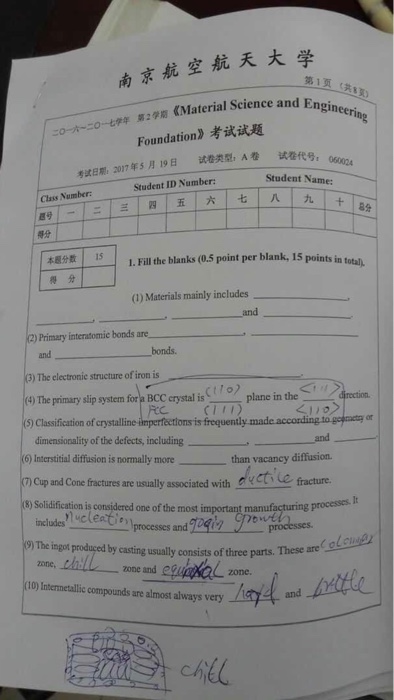 南京航空航天大学
第1页 (共8页)
二〇一六~二〇一七学年 第2学期《Material Science and Engineering
Foundation》考试试题
考试日期: 2017年5月19日 试卷类型: A卷 试卷代号: 060024
Class Number: Student ID Number: Student Name:
题号 一 二 三 四 五 六 七 八 九 十 总分
得分
本题分数 15
得 分
1. Fill the blanks (0.5 point per blank, 15 points in total).
(1) Materials mainly includes
, , and
(2) Primary interatomic bonds are
and bonds.
(3) The electronic structure of iron is
(4) The primary slip system for a BCC crystal is (110) plane in the <111> direction.
FCC (111) <110>
(5) Classification of crystalline imperfections is frequently made according to geometry or
dimensionality of the defects, including , and
(6) Interstitial diffusion is normally more than vacancy diffusion.
(7) Cup and Cone fractures are usually associated with ductile fracture.
(8) Solidification is considered one of the most important manufacturing processes. It
includes nucleation processes and growth processes.
(9) The ingot produced by casting usually consists of three parts. These are columnar
zone, chill zone and equiaxial zone.
(10) Intermetallic compounds are almost always very hard and brittle
chill